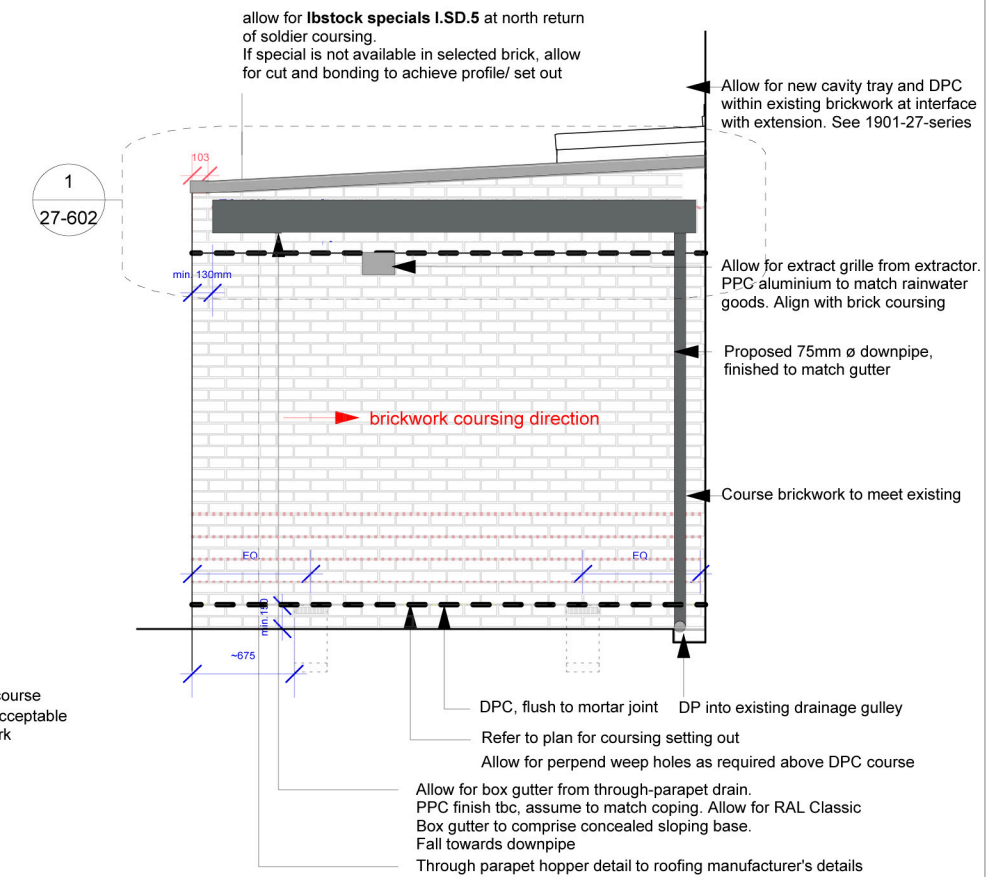 allow for Ibstock specials I.SD.5 at north return
of soldier coursing.
If special is not available in selected brick, allow
for cut and bonding to achieve profile/ set out
Allow for new cavity tray and DPC
within existing brickwork at interface
with extension. See 1901-27-series
103
1
27-602
min. 130mm
Allow for extract grille from extractor.
PPC aluminium to match rainwater
goods. Align with brick coursing
Proposed 75mm ø downpipe,
finished to match gutter
brickwork coursing direction
Course brickwork to meet existing
EQ
EQ
min.150
~675
course
cceptable
rk
DPC, flush to mortar joint
DP into existing drainage gulley
Refer to plan for coursing setting out
Allow for perpend weep holes as required above DPC course
Allow for box gutter from through-parapet drain.
PPC finish tbc, assume to match coping. Allow for RAL Classic
Box gutter to comprise concealed sloping base.
Fall towards downpipe
Through parapet hopper detail to roofing manufacturer's details